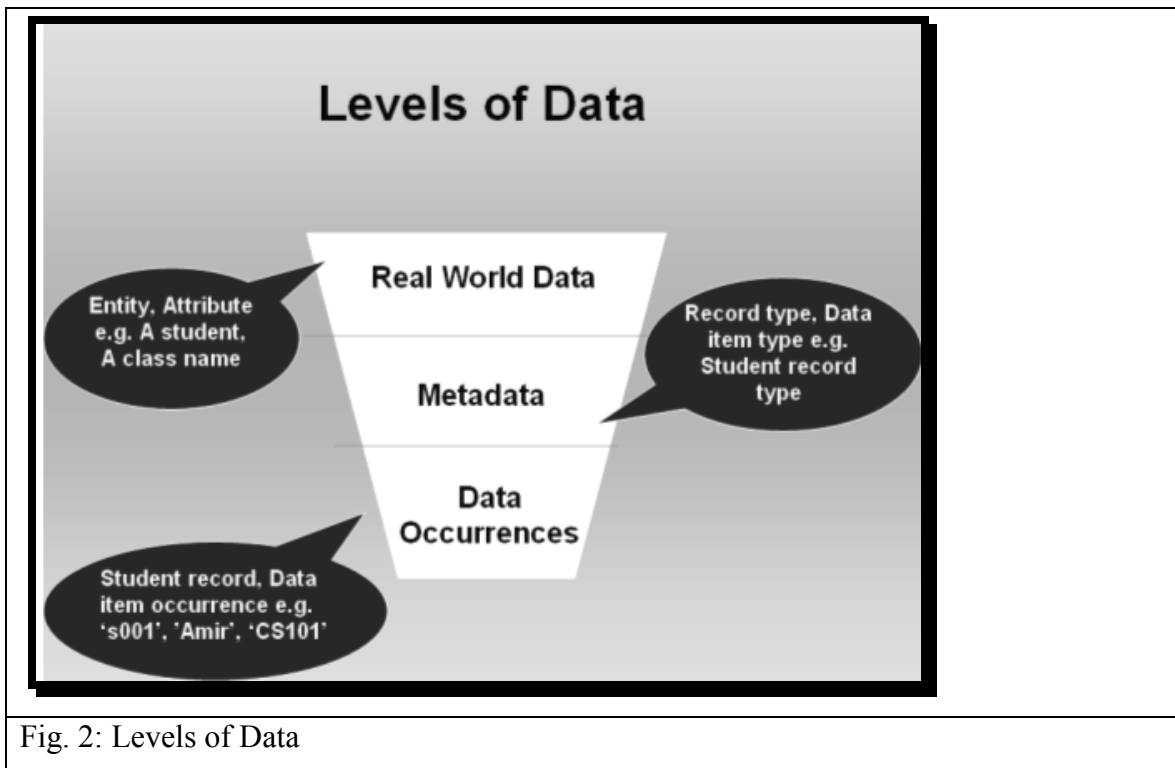 Levels of Data
Real World Data
Entity, Attribute
e.g. A student,
A class name
Record type, Data
item type e.g.
Student record
type
Metadata
Data
Occurrences
Student record, Data
item occurrence e.g.
‘s001’, ’Amir’, ‘CS101’
Fig. 2: Levels of Data